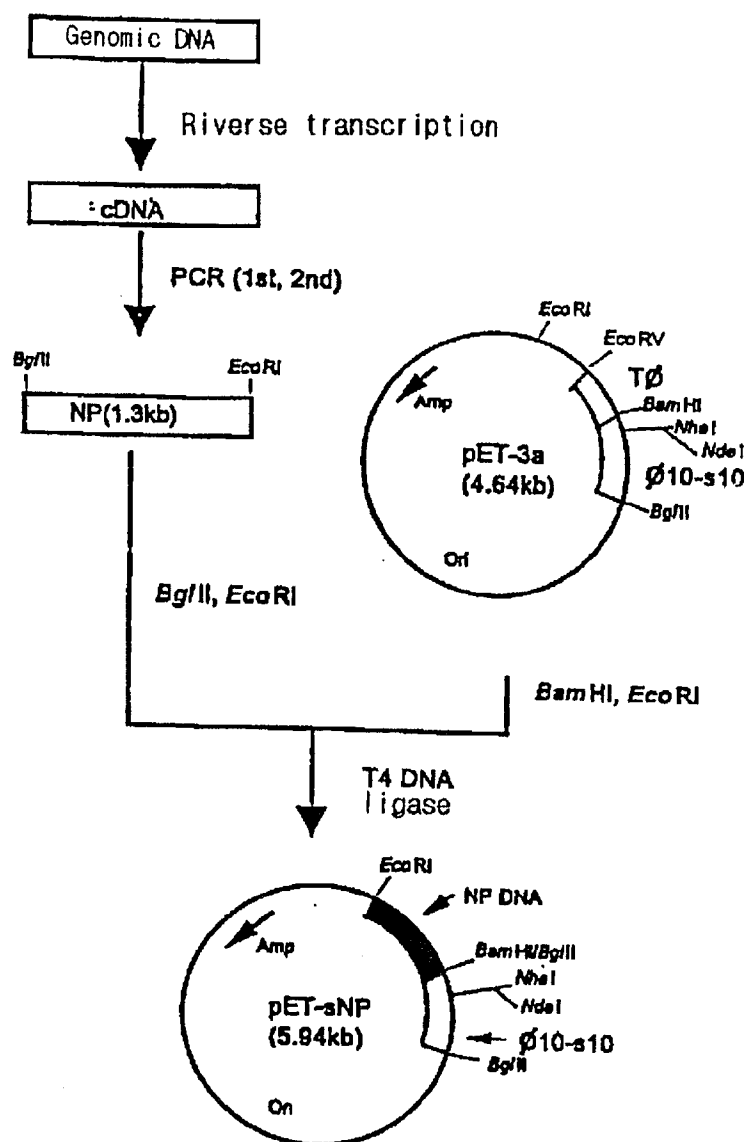 Genomic DNA
Riverse transcription
cDNA
PCR (1st, 2nd)
BglII
EcoRI
NP(1.3kb)
EcoRI
EcoRV
TØ
Amp
BamHI
NheI
NdeI
pET-3a
(4.64kb)
Ø10-s10
BglII
Ori
BglII, EcoRI
BamHI, EcoRI
T4 DNA
ligase
EcoRI
NP DNA
Amp
BamHI/BglII
NheI
NdeI
pET-sNP
(5.94kb)
Ø10-s10
BglII
Ori